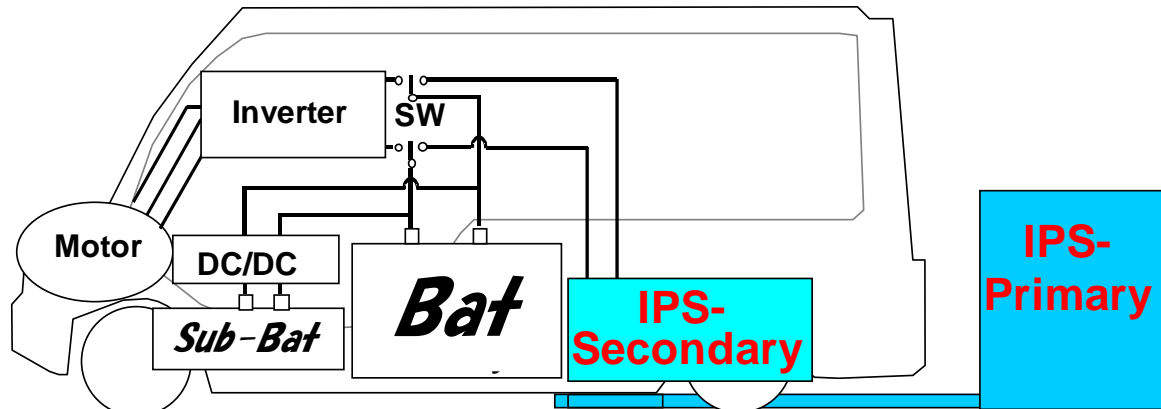 Inverter
SW
Motor
DC/DC
Bat
Sub-Bat
IPS-
Secondary
IPS-
Primary